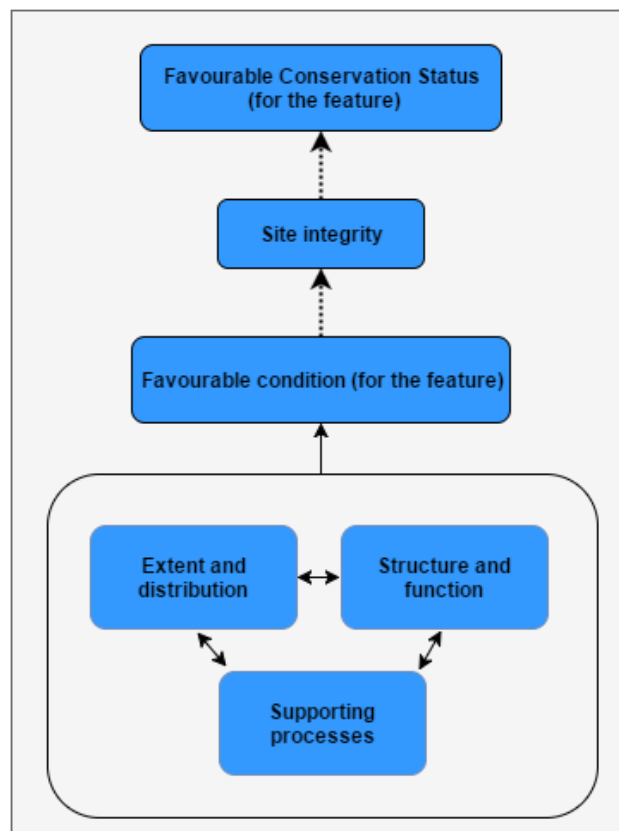 Favourable Conservation Status
(for the feature)
Site integrity
Favourable condition (for the feature)
Extent and
distribution
Structure and
function
Supporting
processes